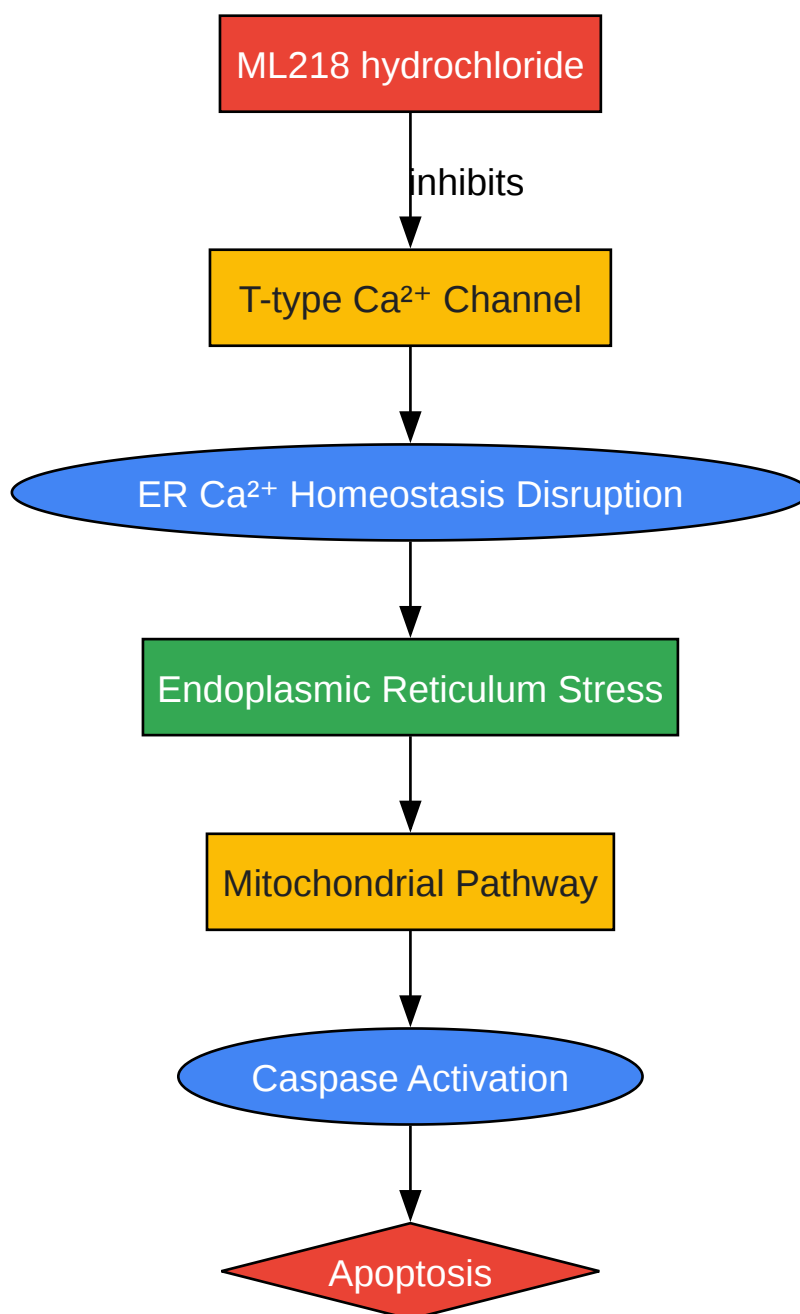 ML218 hydrochloride
inhibits
T-type Ca²⁺ Channel
ER Ca²⁺ Homeostasis Disruption
Endoplasmic Reticulum Stress
Mitochondrial Pathway
Caspase Activation
Apoptosis